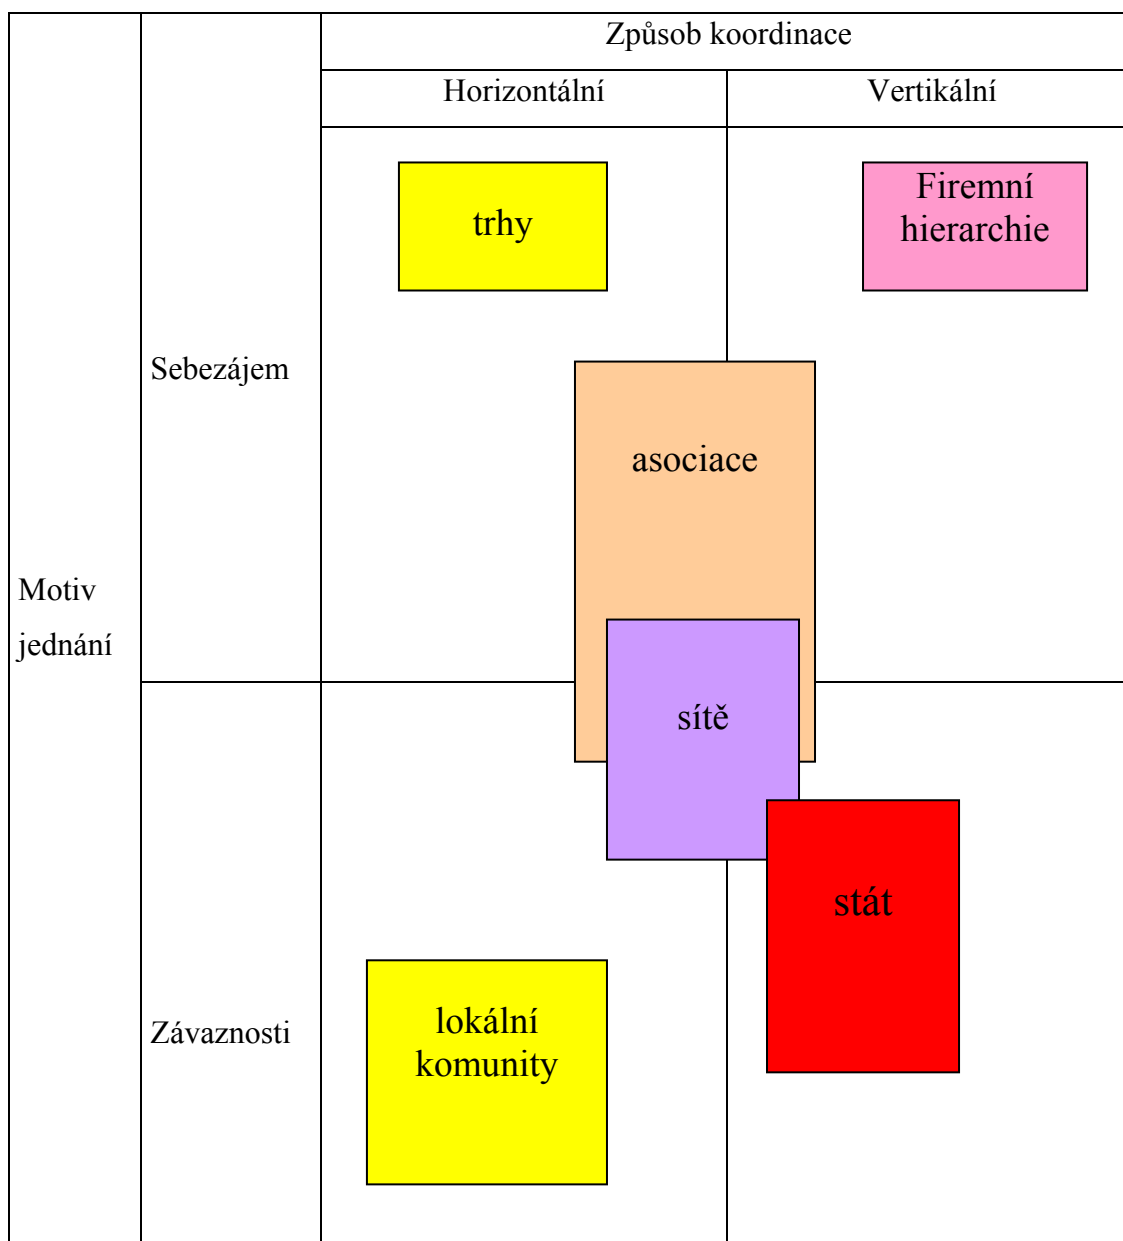 Způsob koordinace
Horizontální
Vertikální
trhy
Firemní
hierarchie
Sebezájem
asociace
Motiv
jednání
sítě
stát
Závaznosti
lokální
komunity